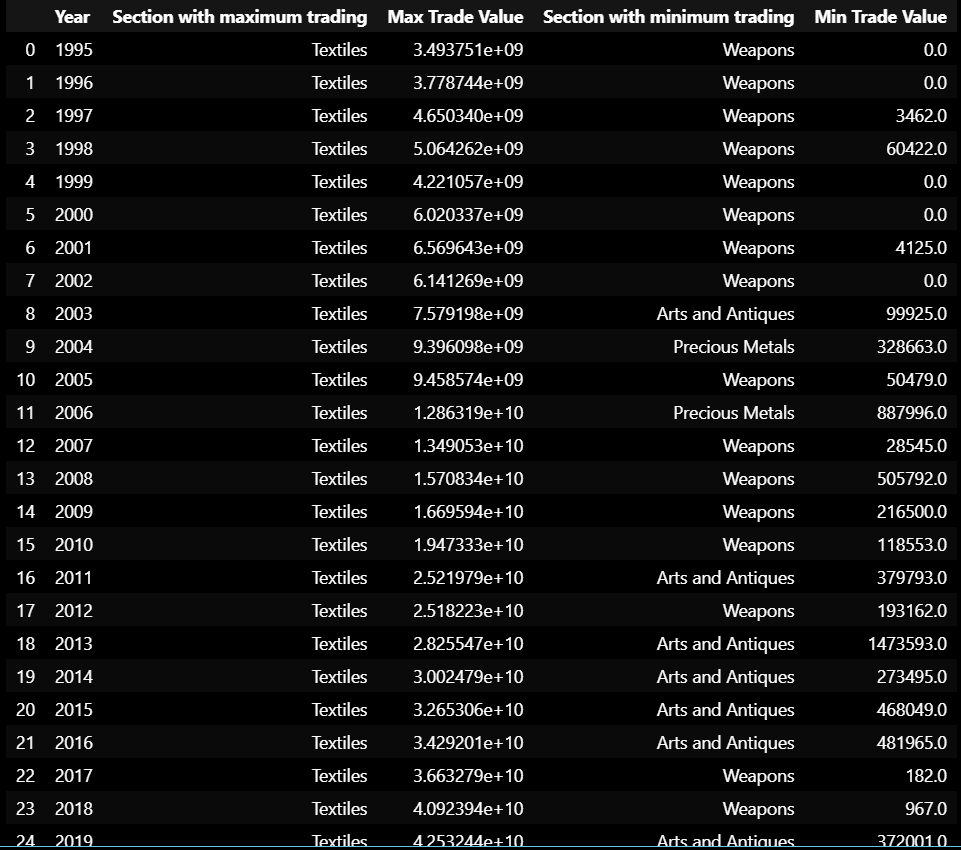 Year Section with maximum trading Max Trade Value Section with minimum trading Min Trade Value
0 1995 Textiles 3.493751e+09 Weapons 0.0
1 1996 Textiles 3.778744e+09 Weapons 0.0
2 1997 Textiles 4.650340e+09 Weapons 3462.0
3 1998 Textiles 5.064262e+09 Weapons 60422.0
4 1999 Textiles 4.221057e+09 Weapons 0.0
5 2000 Textiles 6.020337e+09 Weapons 0.0
6 2001 Textiles 6.569643e+09 Weapons 4125.0
7 2002 Textiles 6.141269e+09 Weapons 0.0
8 2003 Textiles 7.579198e+09 Arts and Antiques 99925.0
9 2004 Textiles 9.396098e+09 Precious Metals 328663.0
10 2005 Textiles 9.458574e+09 Weapons 50479.0
11 2006 Textiles 1.286319e+10 Precious Metals 887996.0
12 2007 Textiles 1.349053e+10 Weapons 28545.0
13 2008 Textiles 1.570834e+10 Weapons 505792.0
14 2009 Textiles 1.669594e+10 Weapons 216500.0
15 2010 Textiles 1.947333e+10 Weapons 118553.0
16 2011 Textiles 2.521979e+10 Arts and Antiques 379793.0
17 2012 Textiles 2.518223e+10 Weapons 193162.0
18 2013 Textiles 2.825547e+10 Arts and Antiques 1473593.0
19 2014 Textiles 3.002479e+10 Arts and Antiques 273495.0
20 2015 Textiles 3.265306e+10 Arts and Antiques 468049.0
21 2016 Textiles 3.429201e+10 Arts and Antiques 481965.0
22 2017 Textiles 3.663279e+10 Weapons 182.0
23 2018 Textiles 4.092394e+10 Weapons 967.0
24 2019 Textiles 4.253244e+10 Arts and Antiques 372001.0